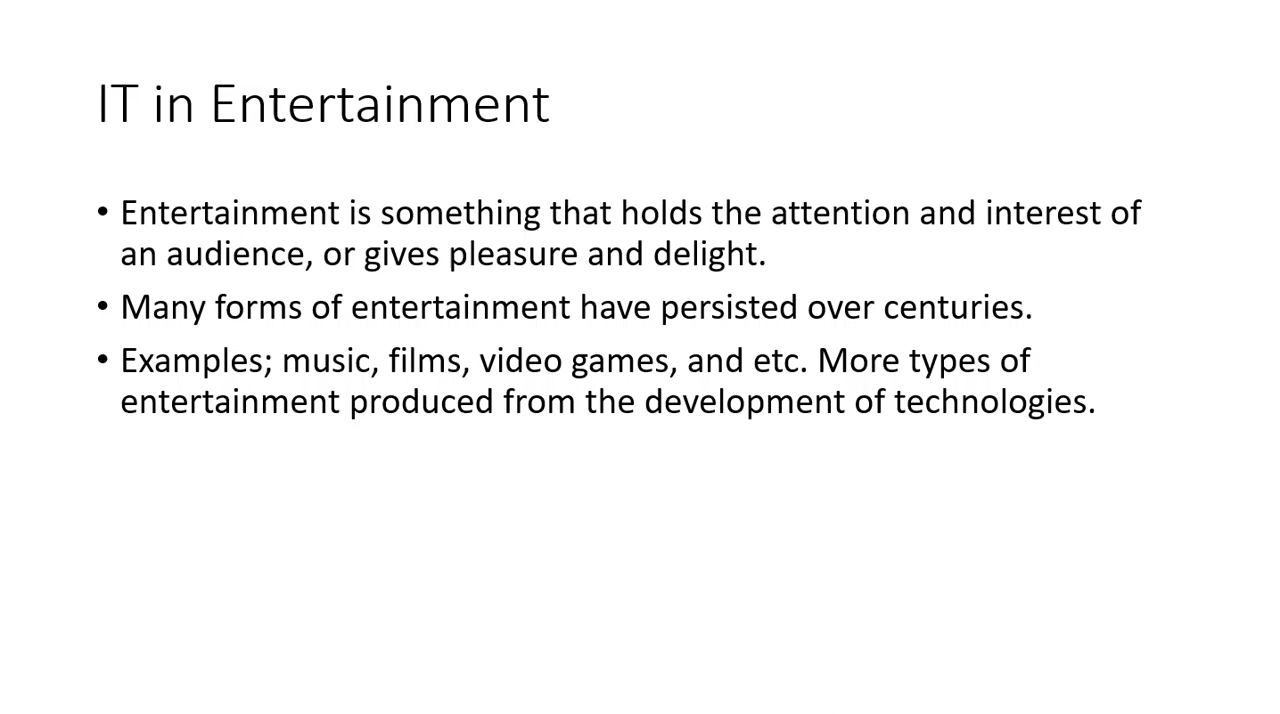 IT in Entertainment
• Entertainment is something that holds the attention and interest of
an audience, or gives pleasure and delight.
• Many forms of entertainment have persisted over centuries.
• Examples; music, films, video games, and etc. More types of
entertainment produced from the development of technologies.